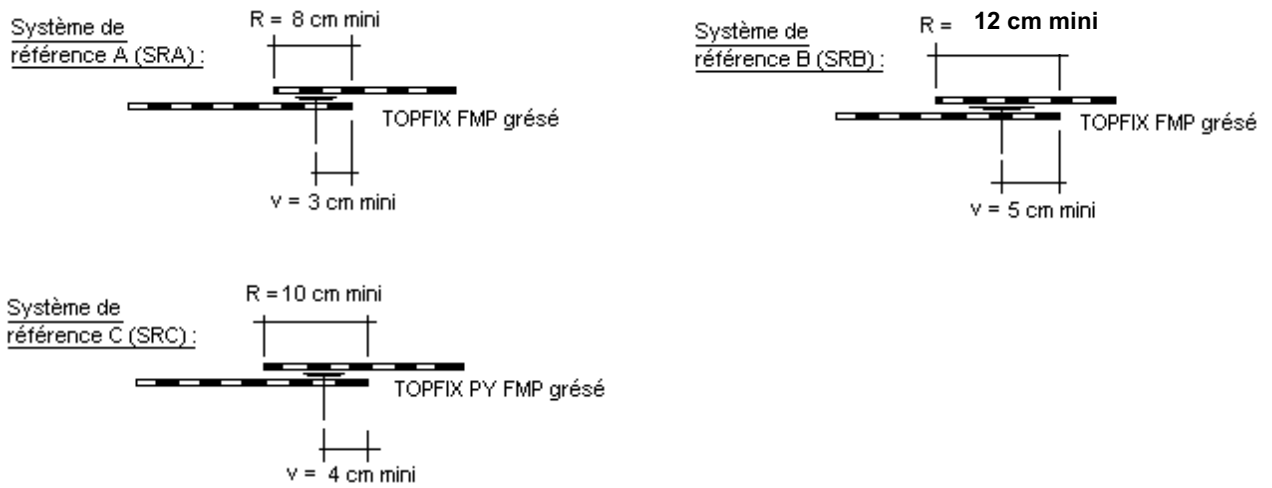 Système de
référence A (SRA) :
R = 8 cm mini
TOPFIX FMP grésé
v = 3 cm mini
Système de
référence B (SRB) :
R = 12 cm mini
TOPFIX FMP grésé
v = 5 cm mini
Système de
référence C (SRC) :
R = 10 cm mini
TOPFIX PY FMP grésé
v = 4 cm mini